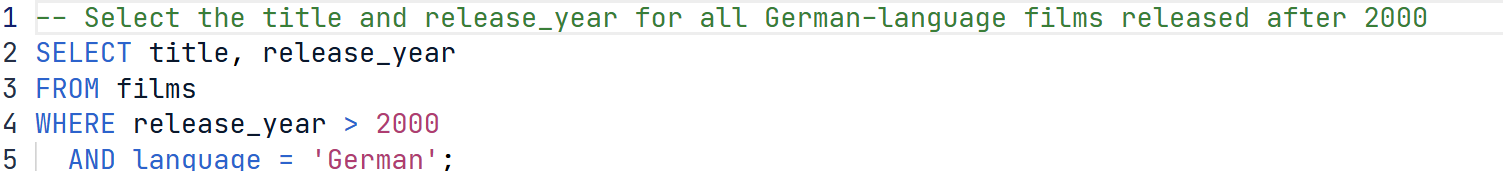 1 -- Select the title and release_year for all German-language films released after 2000
2 SELECT title, release_year
3 FROM films
4 WHERE release_year > 2000
5   AND language = 'German';